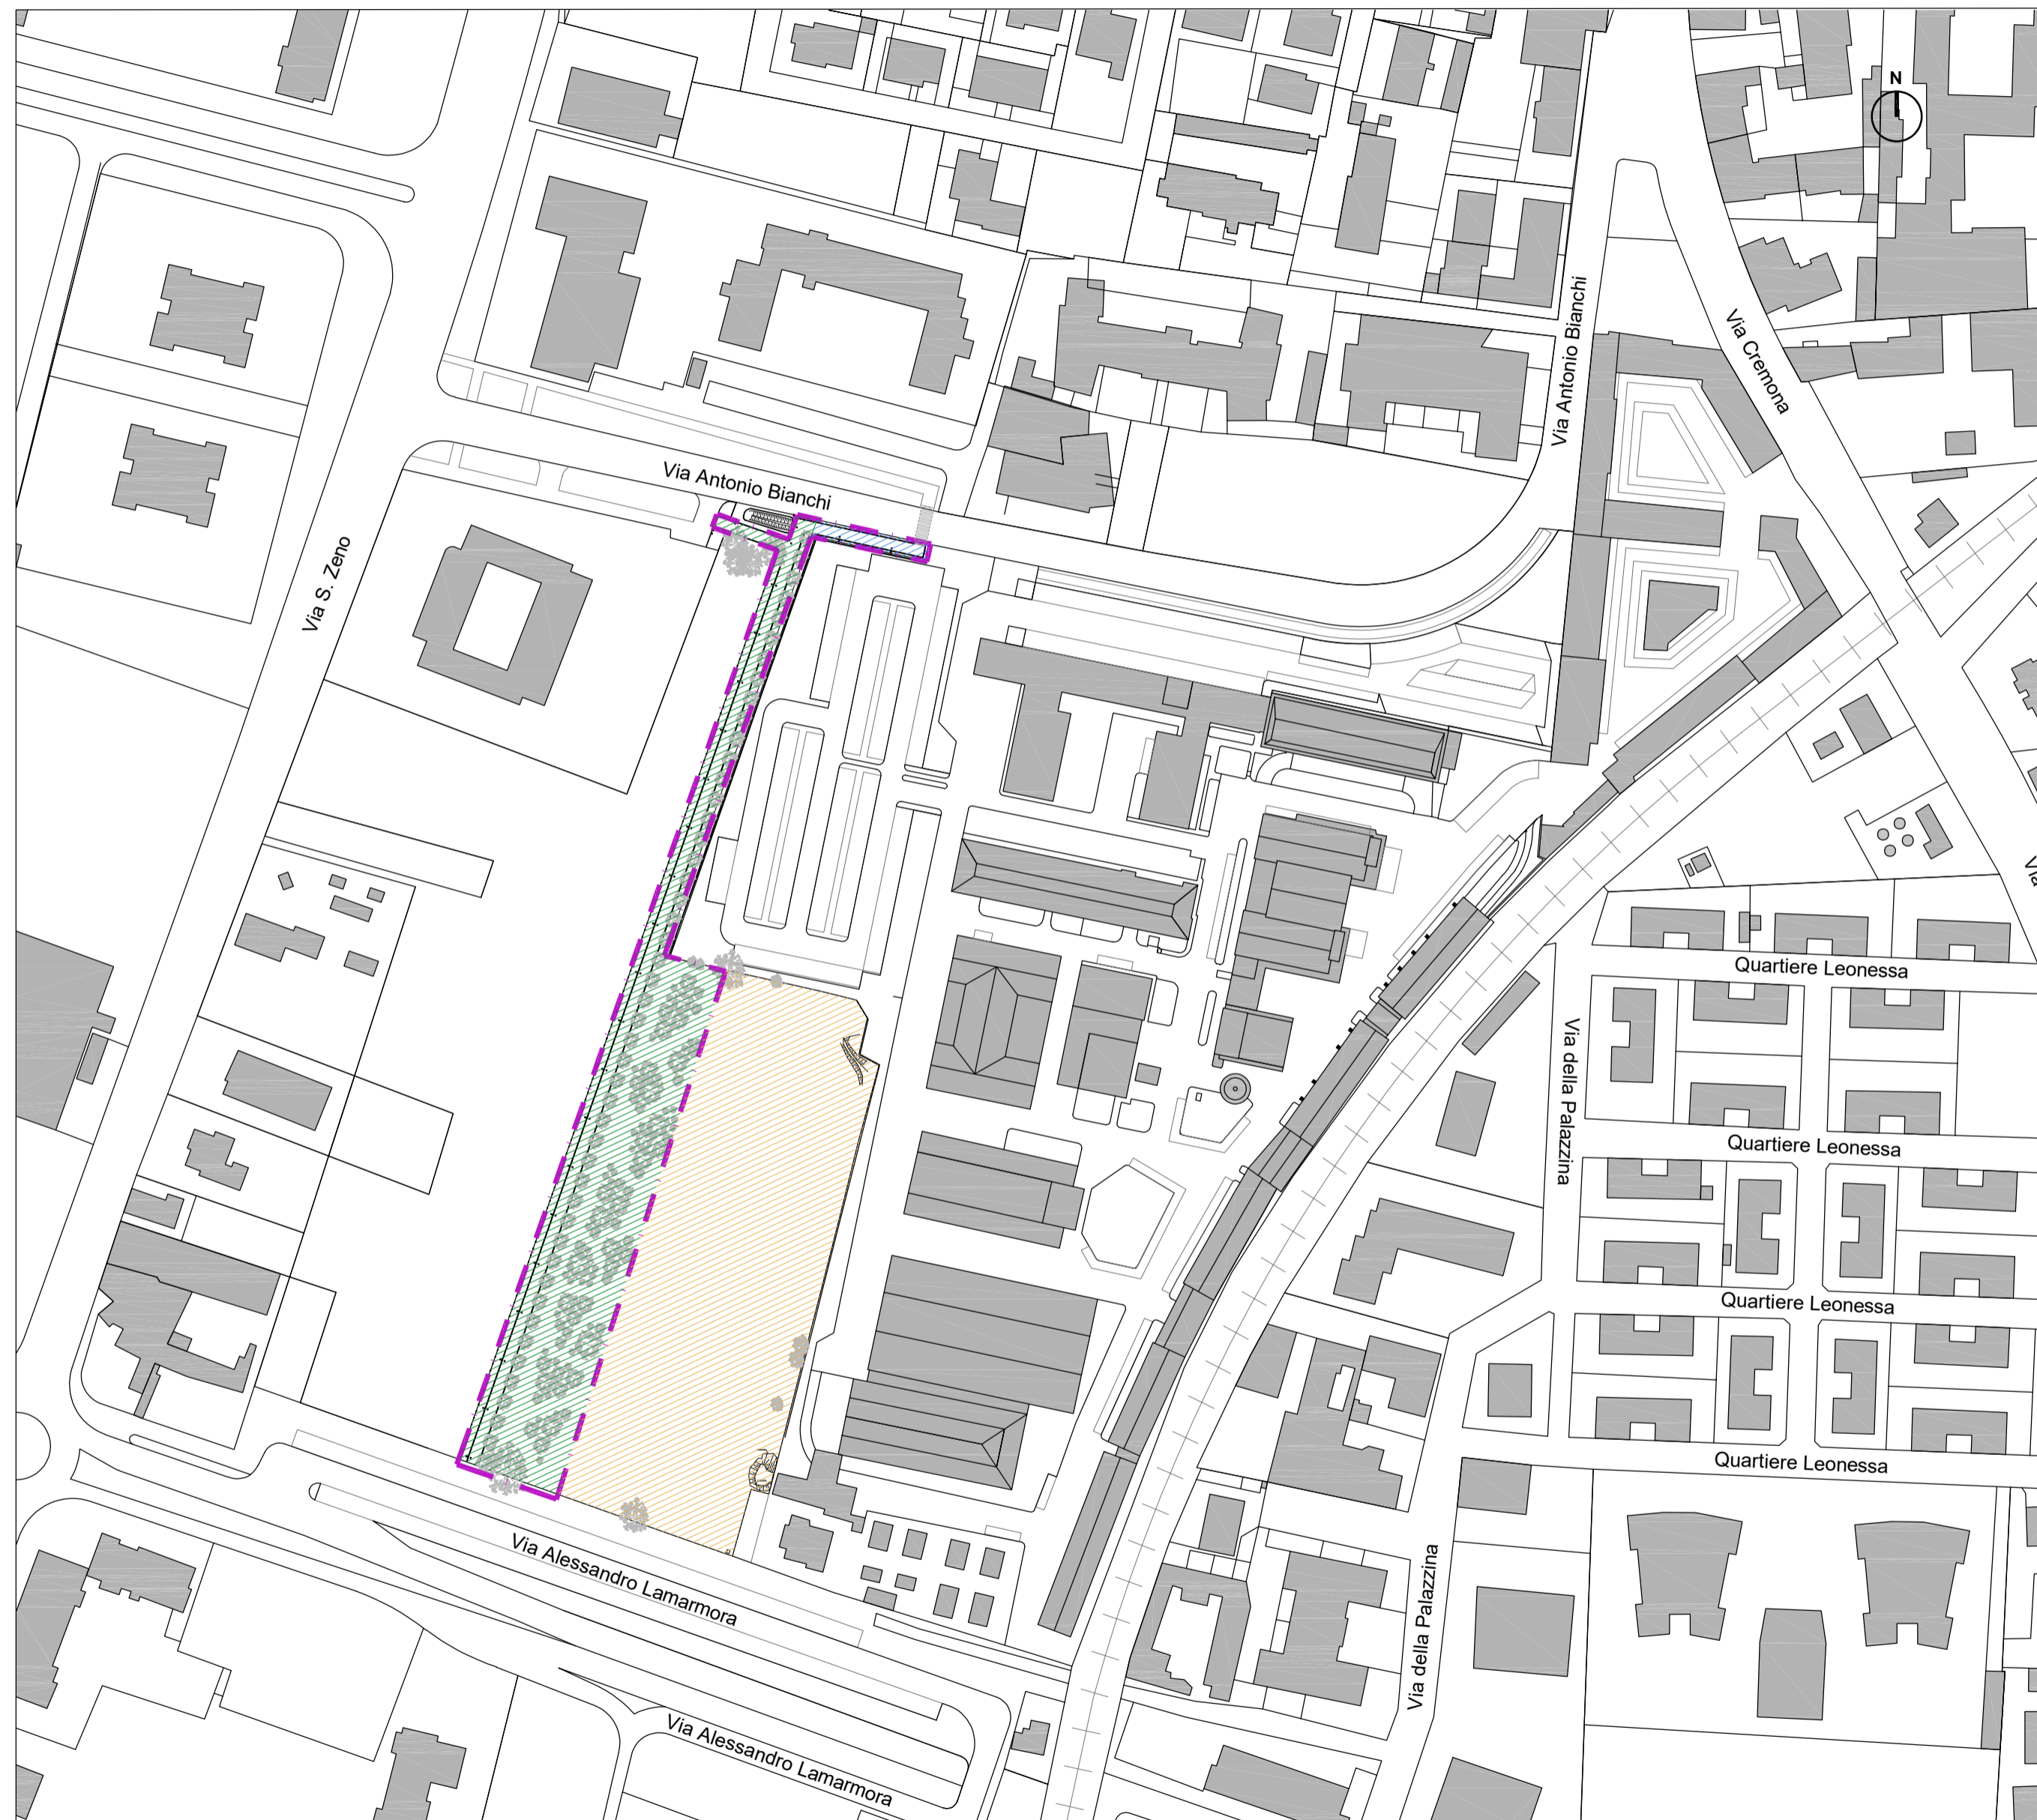 N
Via Antonio Bianchi
Via Cremona
Via Antonio Bianchi
Via S. Zeno
Via
Quartiere Leonessa
Via della Palazzina
Quartiere Leonessa
Quartiere Leonessa
Quartiere Leonessa
Via Alessandro Lamarmora
Via della Palazzina
Via Alessandro Lamarmora